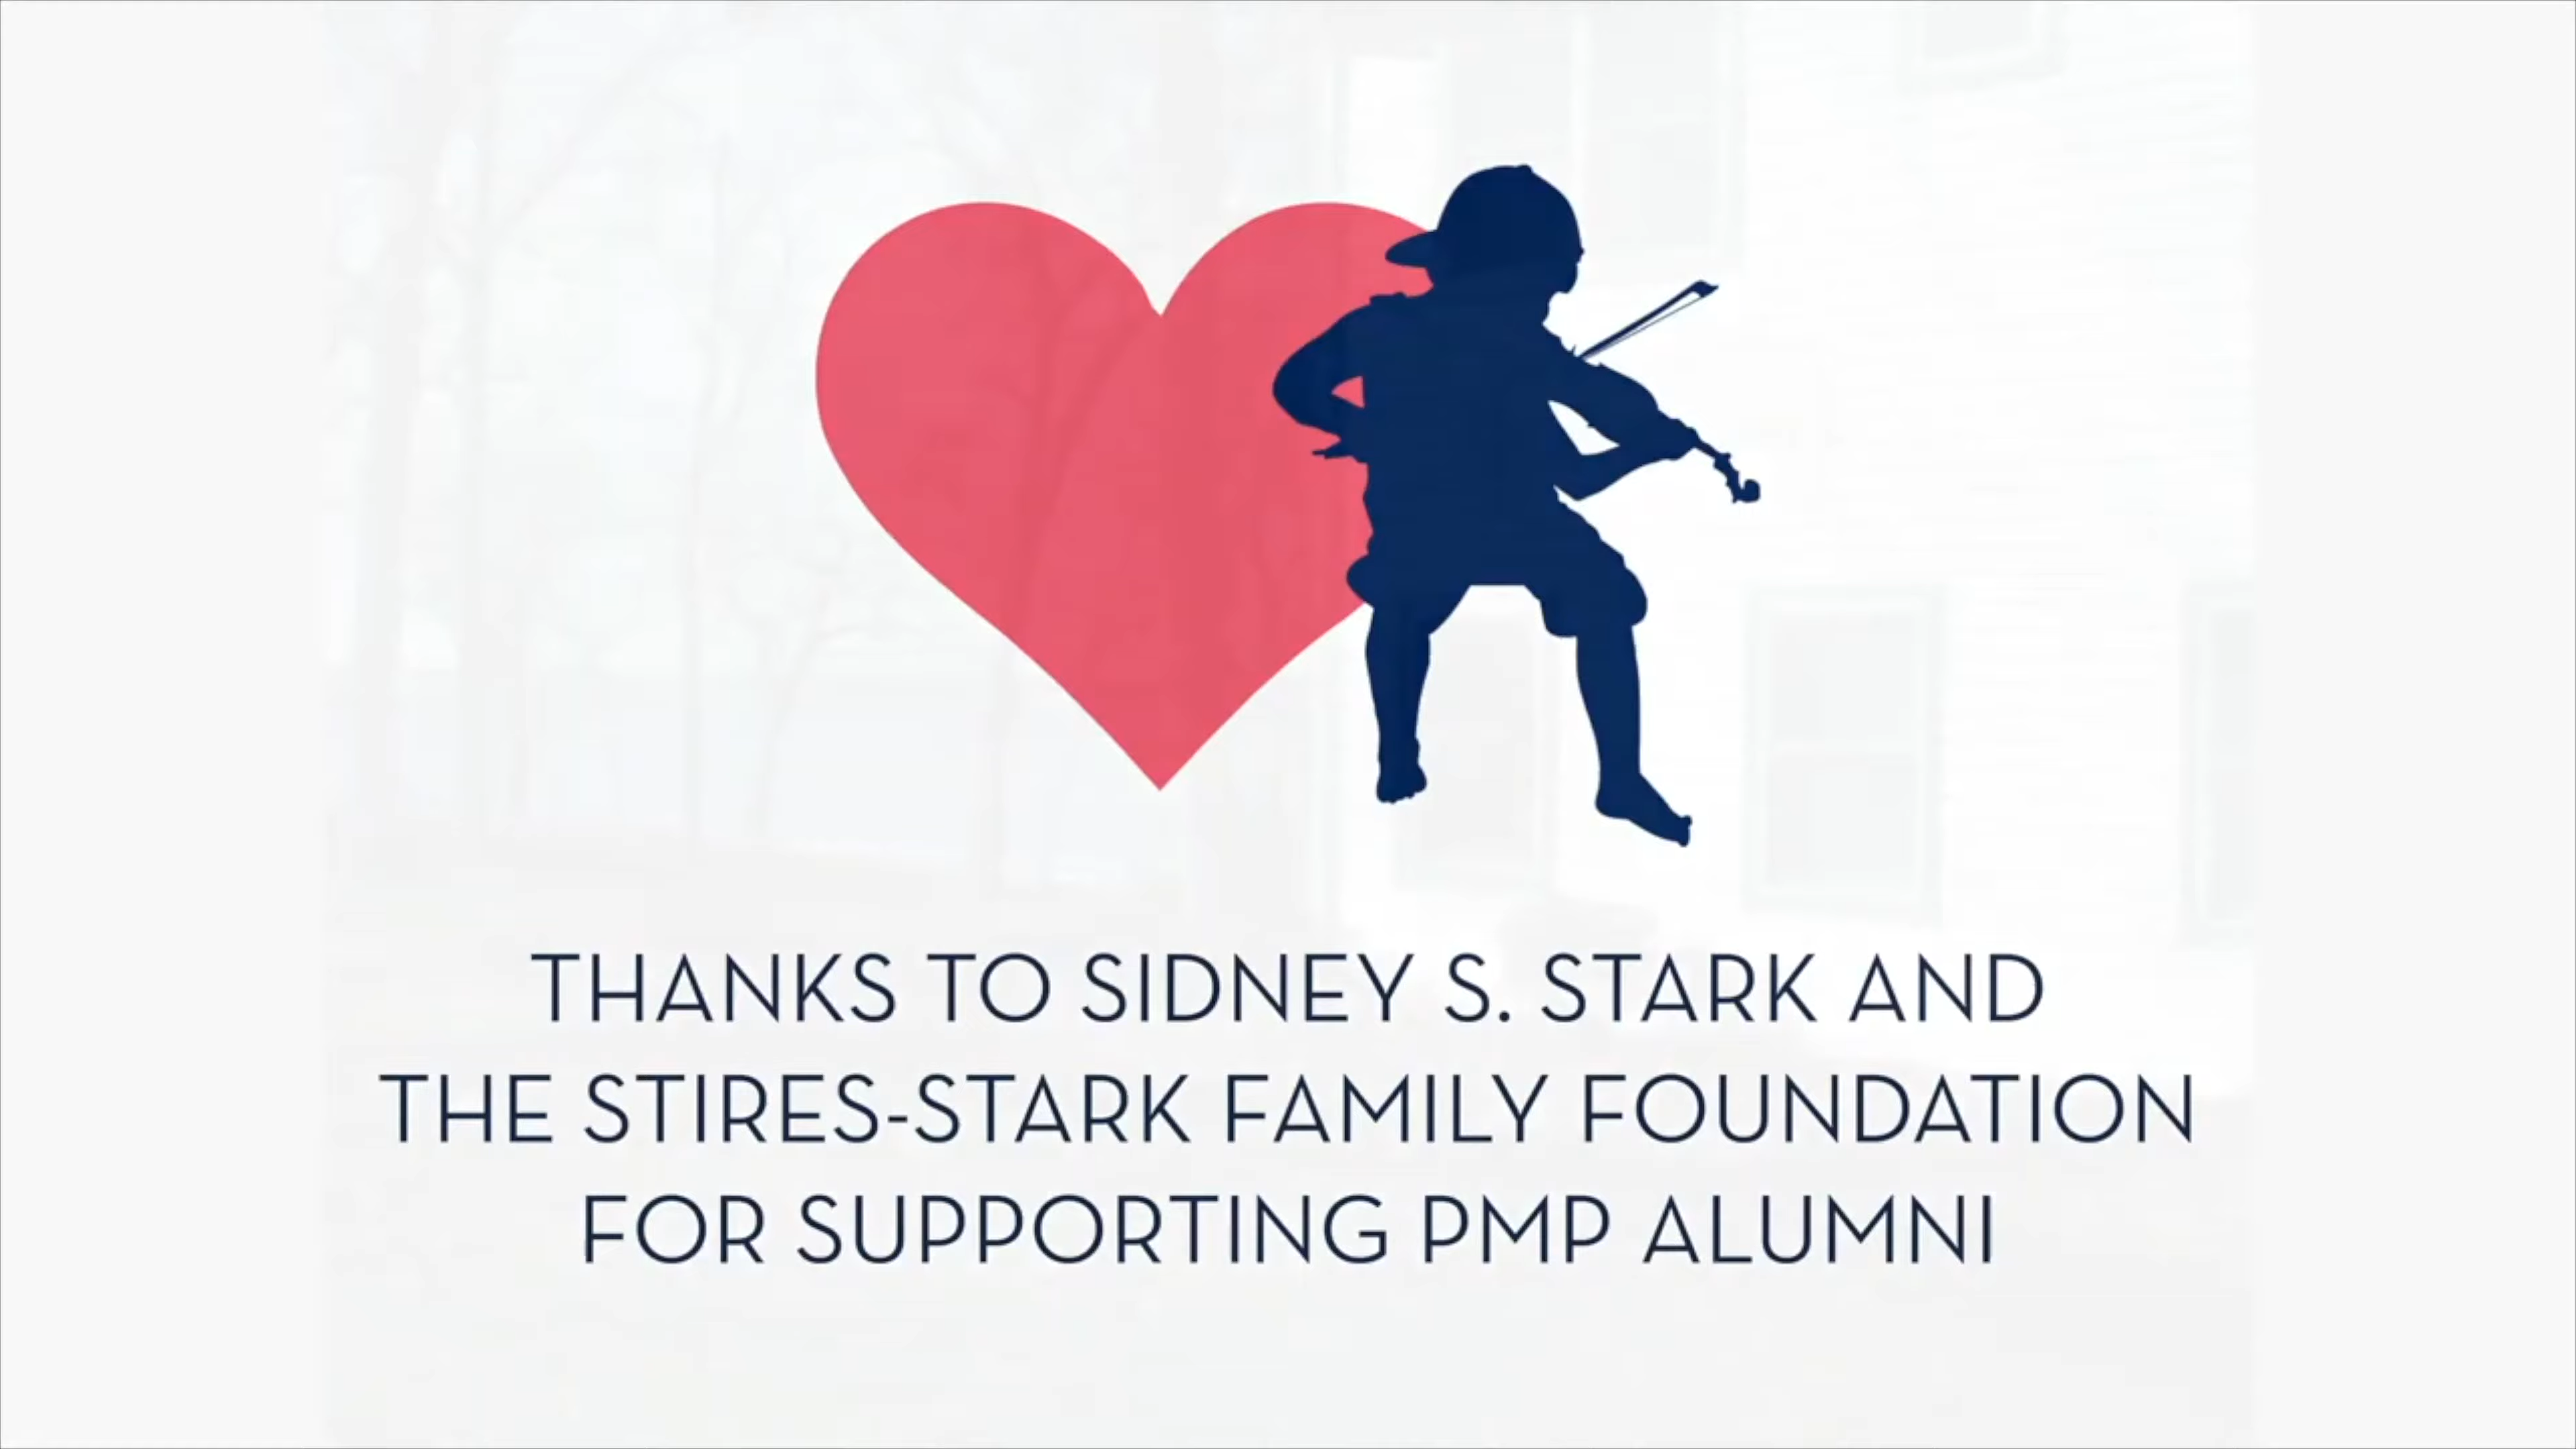 THANKS TO SIDNEY S. STARK AND
THE STIRES-STARK FAMILY FOUNDATION
FOR SUPPORTING PMP ALUMNI